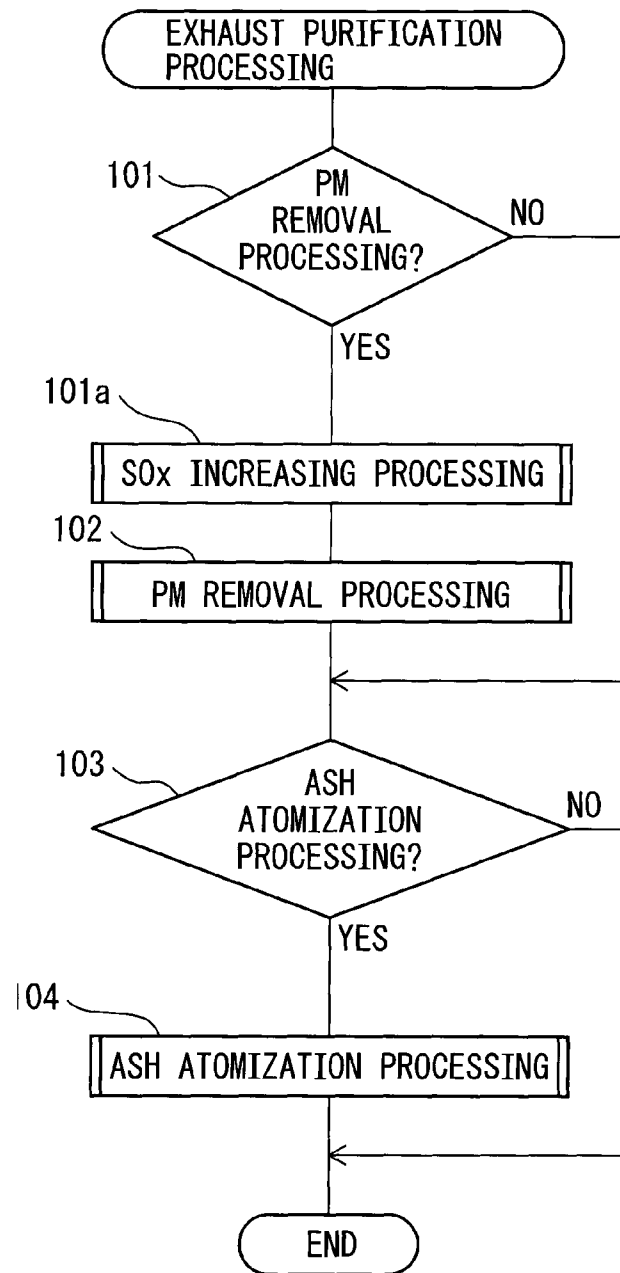 EXHAUST PURIFICATION
PROCESSING
101
PM
REMOVAL
PROCESSING?
NO
YES
101a
SOx INCREASING PROCESSING
102
PM REMOVAL PROCESSING
103
ASH
ATOMIZATION
PROCESSING?
NO
YES
104
ASH ATOMIZATION PROCESSING
END